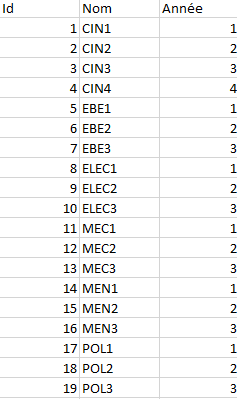 Id Nom Année
1 CIN1 1
2 CIN2 2
3 CIN3 3
4 CIN4 4
5 EBE1 1
6 EBE2 2
7 EBE3 3
8 ELEC1 1
9 ELEC2 2
10 ELEC3 3
11 MEC1 1
12 MEC2 2
13 MEC3 3
14 MEN1 1
15 MEN2 2
16 MEN3 3
17 POL1 1
18 POL2 2
19 POL3 3